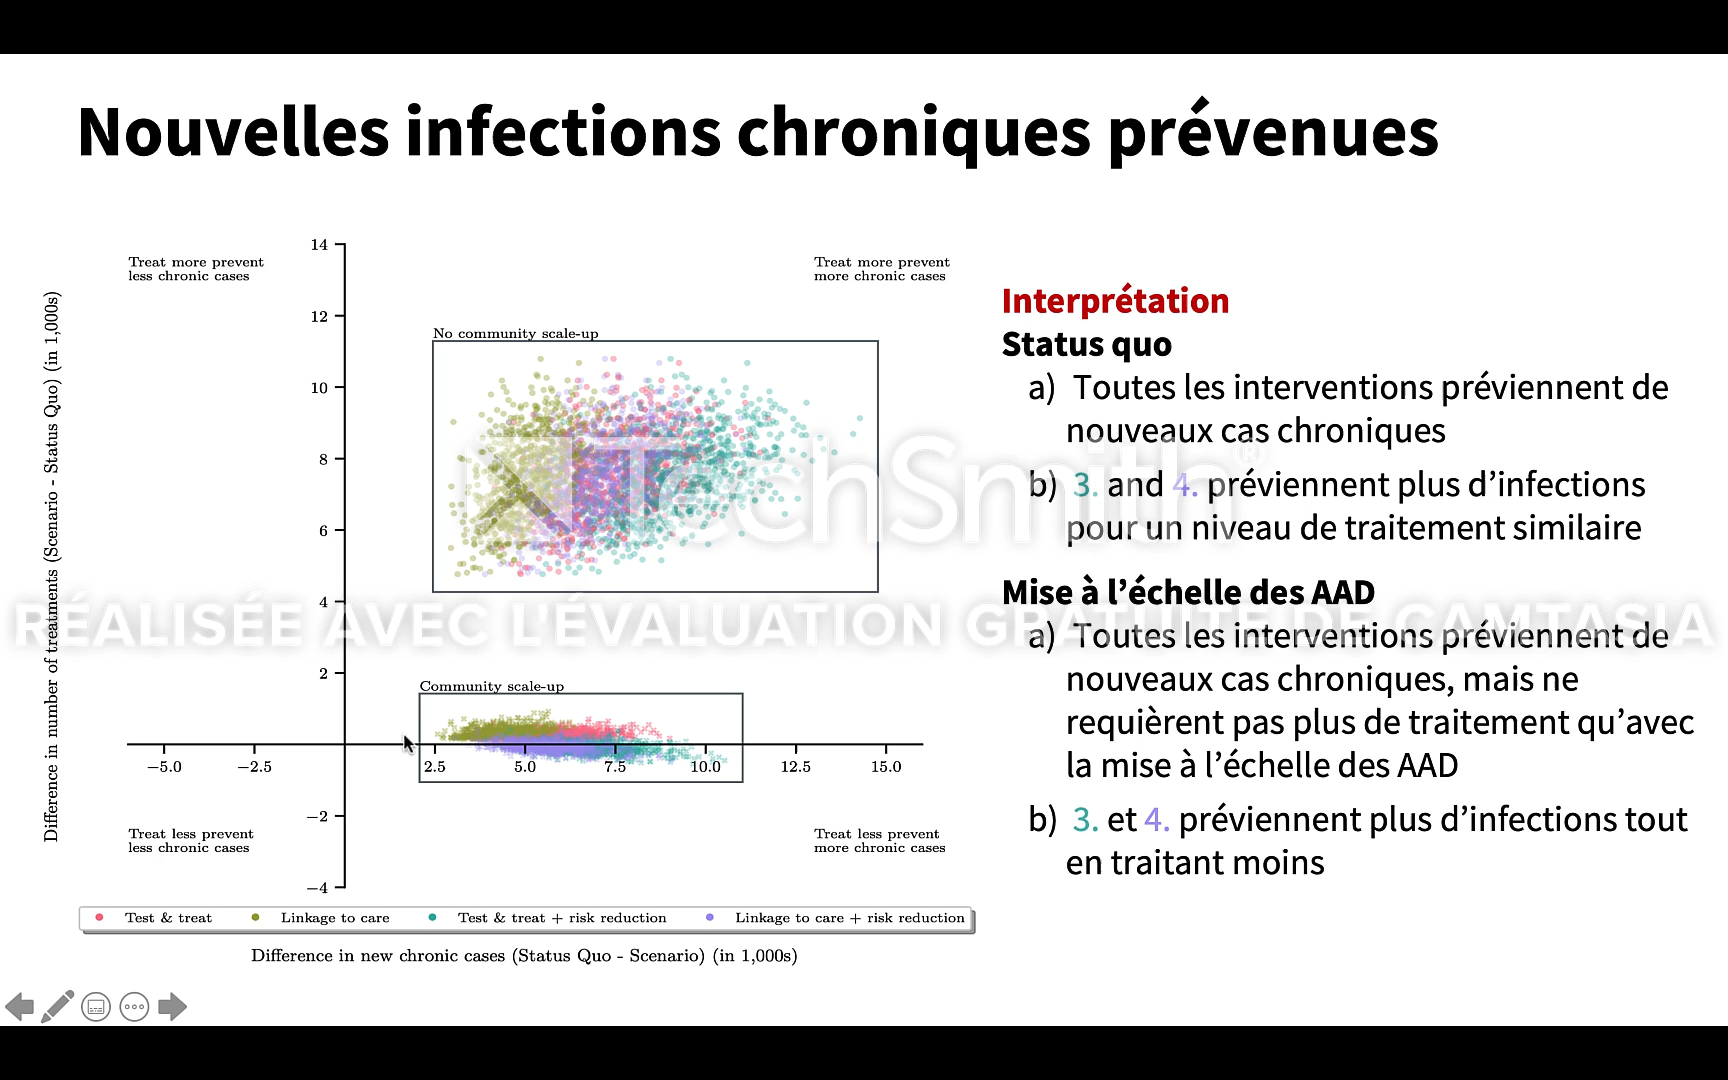 Nouvelles infections chroniques prévenues
Difference in number of treatments (Scenario - Status Quo) (in 1,000s)
Treat more prevent
less chronic cases
Treat more prevent
more chronic cases
14
12
10
8
6
4
2
−2
−4
No community scale-up
Community scale-up
−5.0
−2.5
2.5
5.0
7.5
10.0
12.5
15.0
Treat less prevent
less chronic cases
Treat less prevent
more chronic cases
Test & treat
Linkage to care
Test & treat + risk reduction
Linkage to care + risk reduction
Difference in new chronic cases (Status Quo - Scenario) (in 1,000s)
Interprétation
Status quo
a) Toutes les interventions préviennent de
nouveaux cas chroniques
b) 3. and 4. préviennent plus d’infections
pour un niveau de traitement similaire
Mise à l’échelle des AAD
a) Toutes les interventions préviennent de
nouveaux cas chroniques, mais ne
requièrent pas plus de traitement qu’avec
la mise à l’échelle des AAD
b) 3. et 4. préviennent plus d’infections tout
en traitant moins
TechSmith®
RÉALISÉE AVEC L'ÉVALUATION GRATUITE DE CAMTASIA